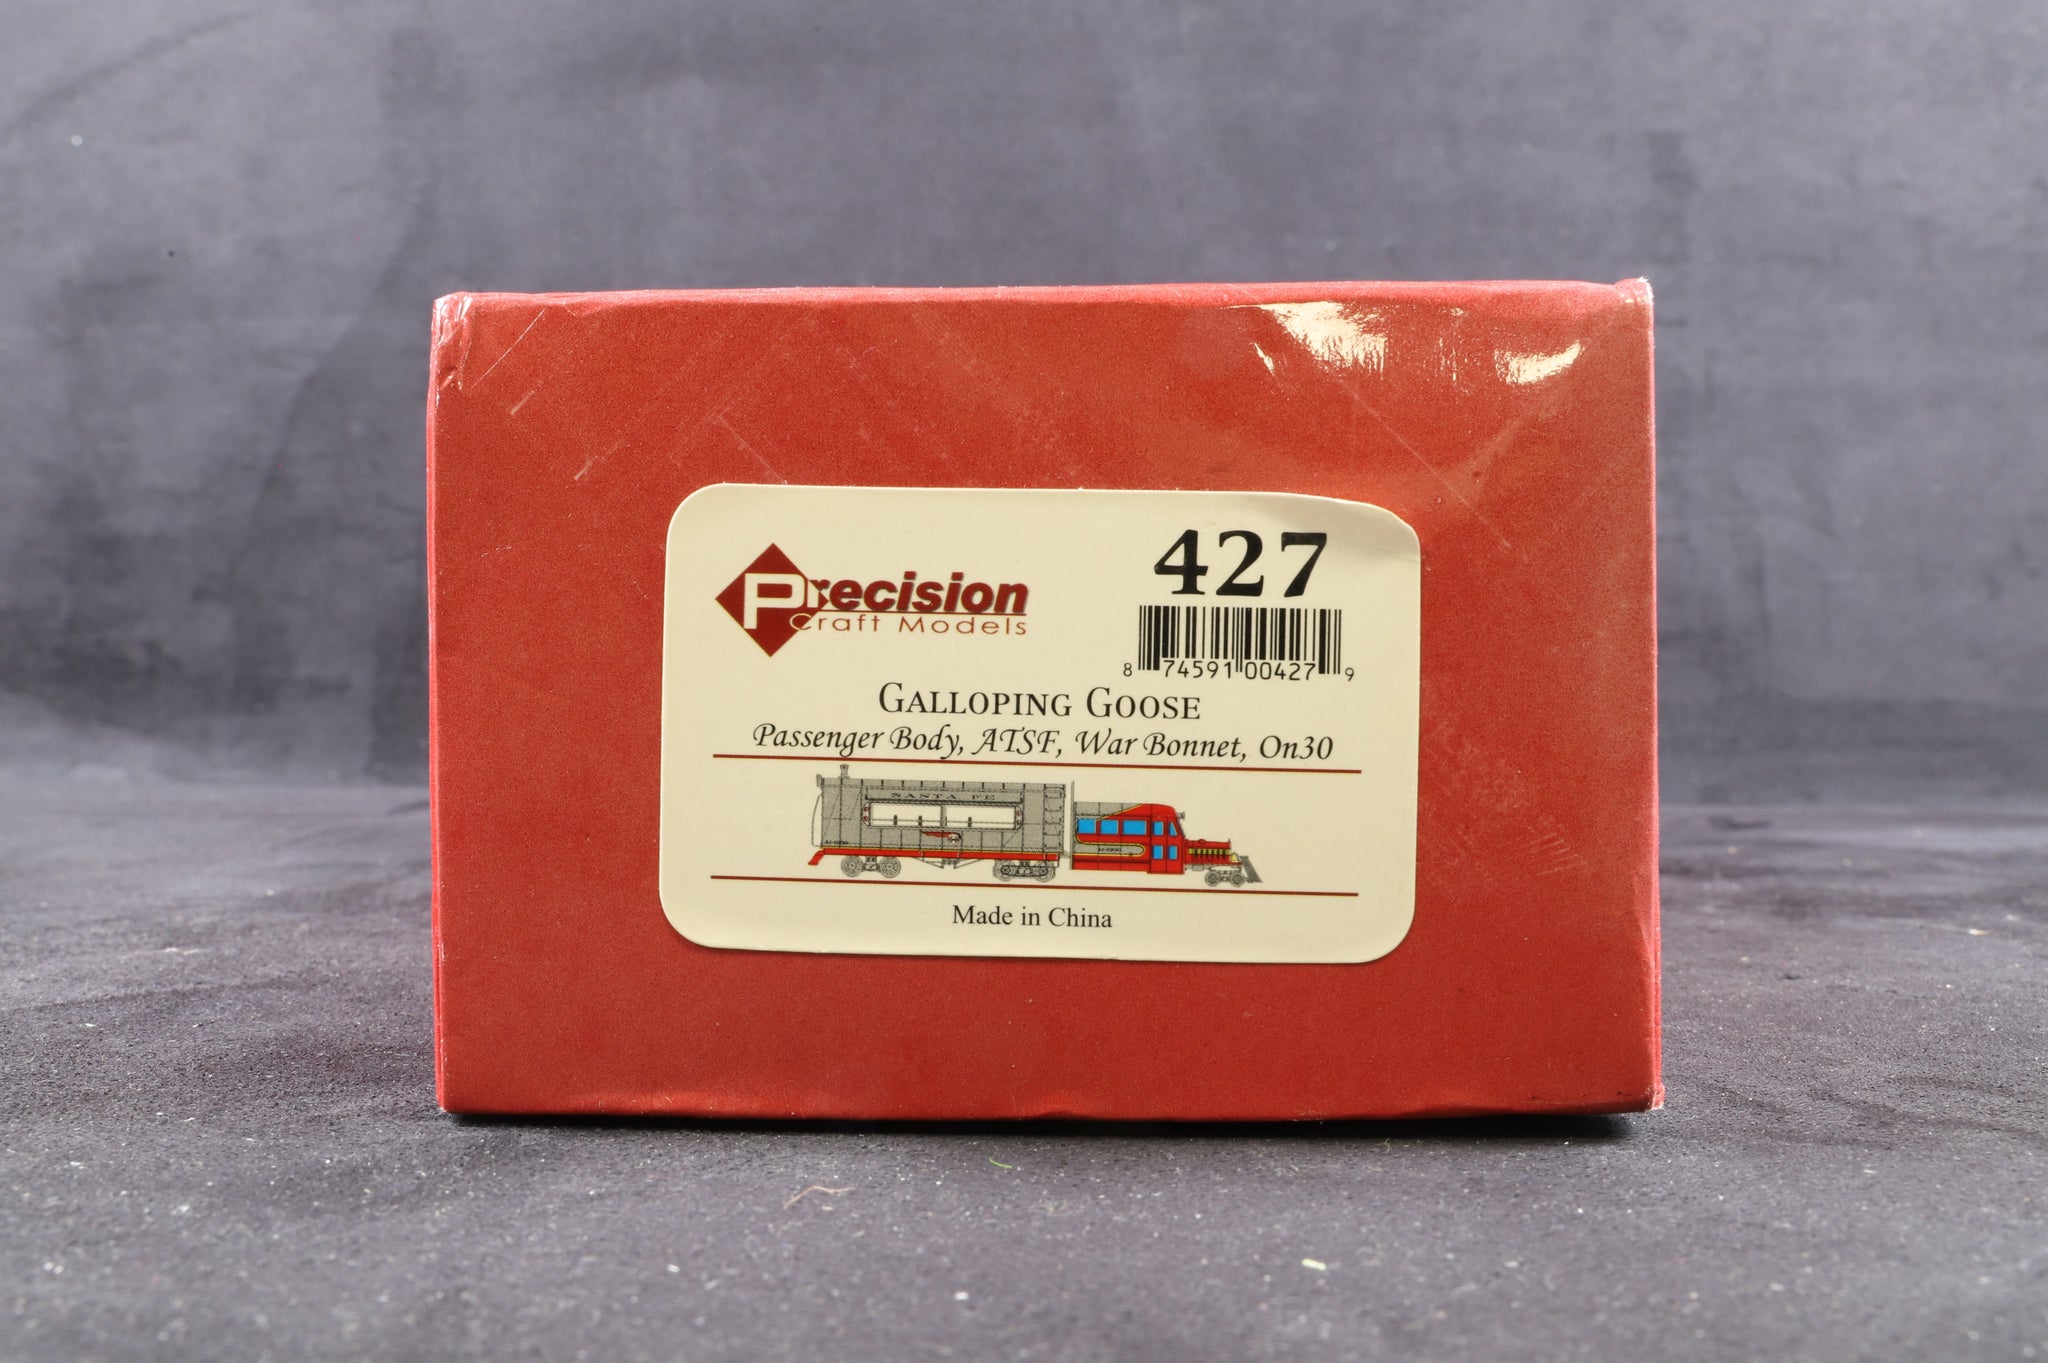 Precision
Craft Models
427
8 74591 00427 9
GALLOPING GOOSE
Passenger Body, ATSF, War Bonnet, On30
SANTA FE
Made in China